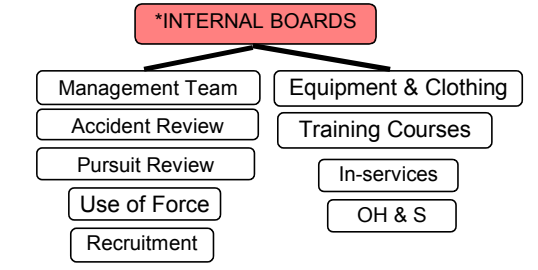 *INTERNAL BOARDS
Management Team
Accident Review
Pursuit Review
Use of Force
Recruitment
Equipment & Clothing
Training Courses
In-services
OH & S